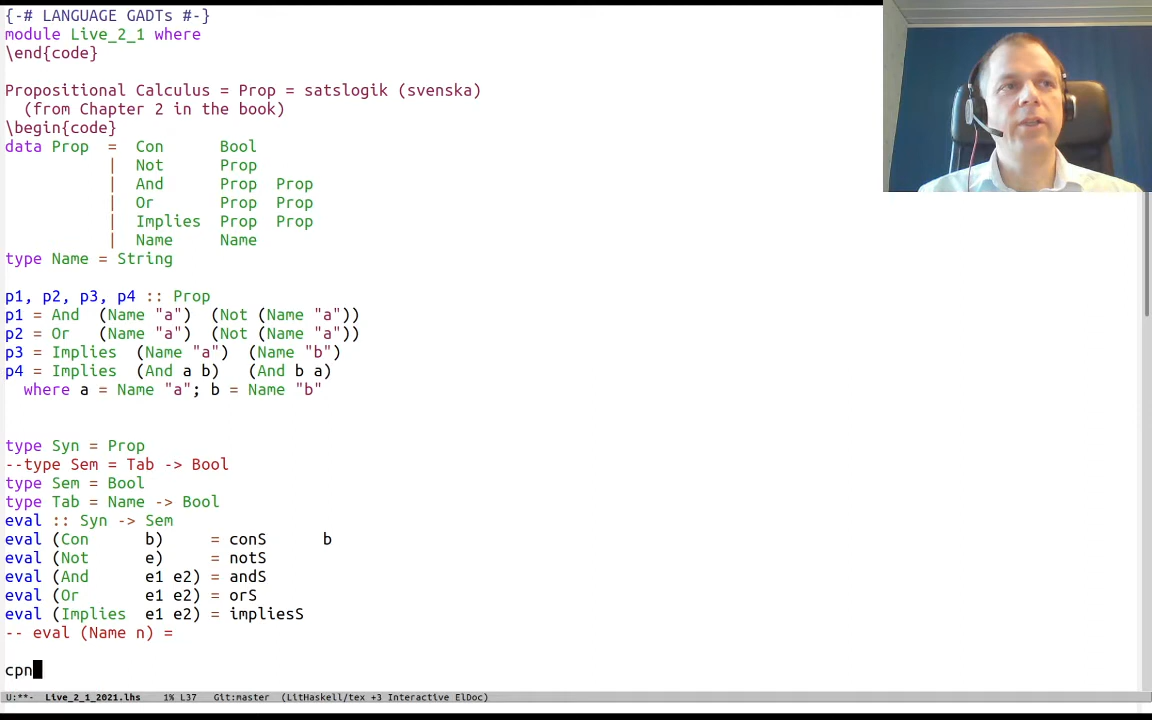 {-# LANGUAGE GADTs #-}
module Live_2_1 where
\end{code}
Propositional Calculus = Prop = satslogik (svenska)
(from Chapter 2 in the book)
\begin{code}
data Prop = Con Bool
| Not Prop
| And Prop Prop
| Or Prop Prop
| Implies Prop Prop
| Name Name
type Name = String
p1, p2, p3, p4 :: Prop
p1 = And (Name "a") (Not (Name "a"))
p2 = Or (Name "a") (Not (Name "a"))
p3 = Implies (Name "a") (Name "b")
p4 = Implies (And a b) (And b a)
where a = Name "a"; b = Name "b"
type Syn = Prop
--type Sem = Tab -> Bool
type Sem = Bool
type Tab = Name -> Bool
eval :: Syn -> Sem
eval (Con b) = conS b
eval (Not e) = notS
eval (And e1 e2) = andS
eval (Or e1 e2) = orS
eval (Implies e1 e2) = impliesS
-- eval (Name n) =
cpn
U:**- Live_2_1_2021.lhs 1% L37 Git:master (LitHaskell/tex +3 Interactive ElDoc)